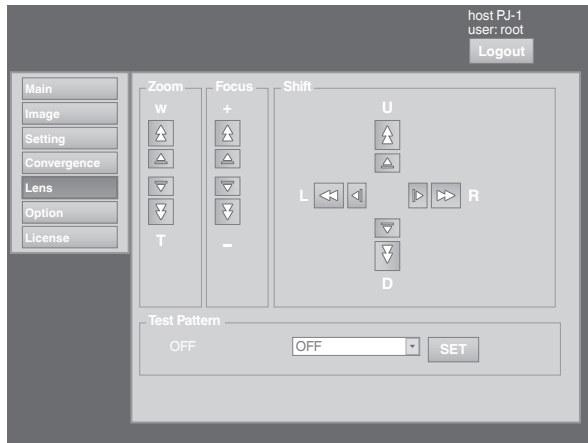 host PJ-1
user: root
Logout
Main
Image
Setting
Convergence
Lens
Option
License
Zoom
W
T
Focus
+
–
Shift
U
L
R
D
Test Pattern
OFF
OFF
SET